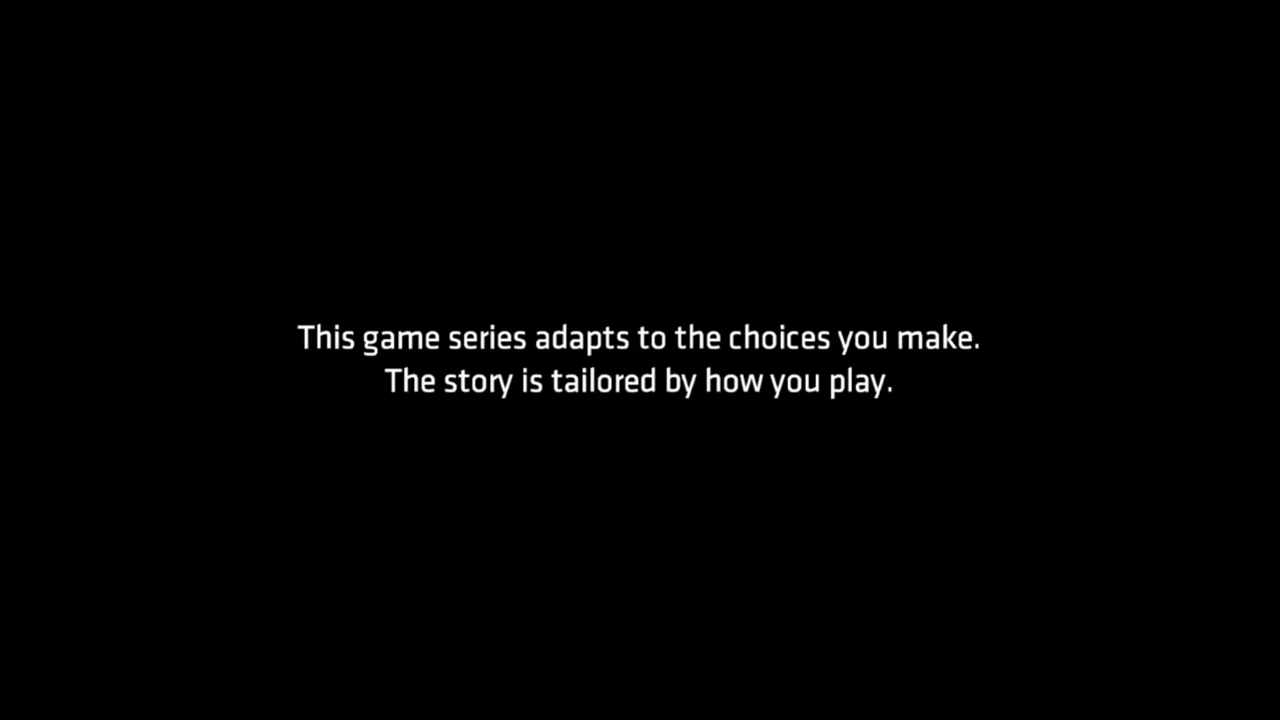 This game series adapts to the choices you make.
The story is tailored by how you play.